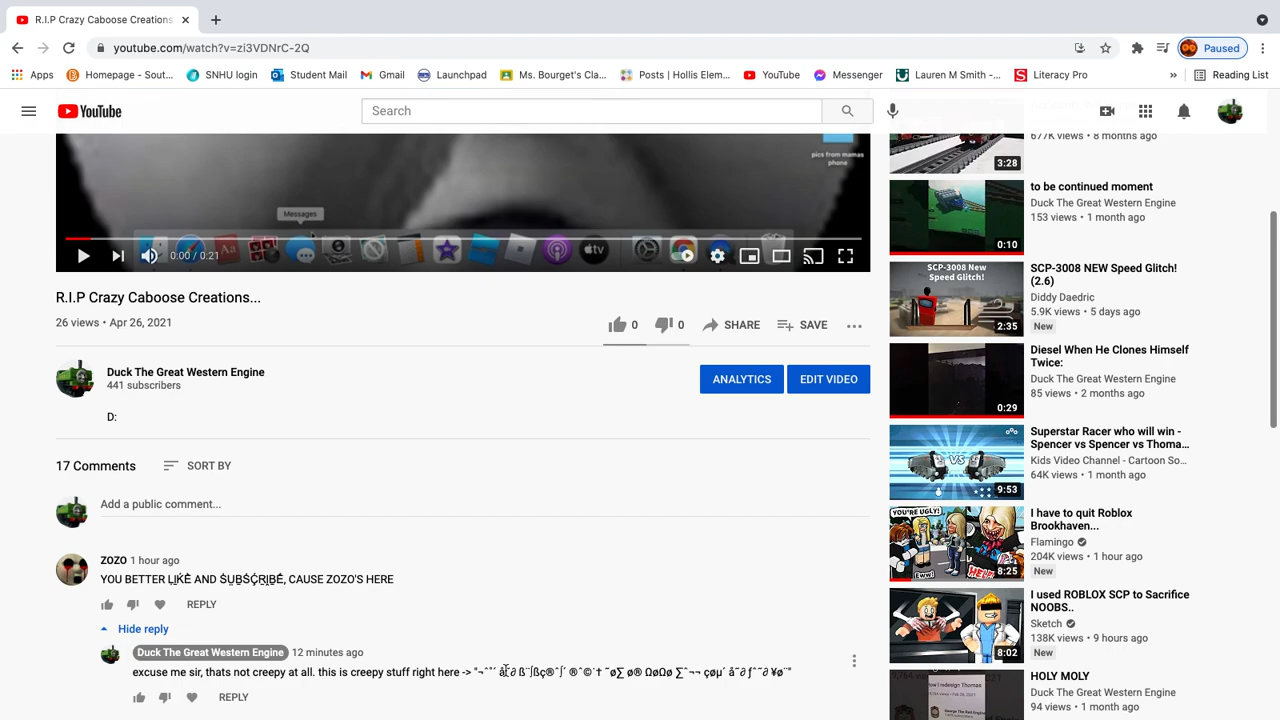 R.I.P Crazy Caboose Creations
youtube.com/watch?v=zi3VDNrC-2Q
Paused
Apps
Homepage - Sout...
SNHU login
Student Mail
Gmail
Launchpad
Ms. Bourget's Cla...
Posts | Hollis Elem...
YouTube
Messenger
Lauren M Smith -...
Literacy Pro
»
Reading List
YouTube
Search
pics from mamas
phone
Messages
Aa
tv
0:00 / 0:21
R.I.P Crazy Caboose Creations...
26 views • Apr 26, 2021
0
0
SHARE
SAVE
Duck The Great Western Engine
441 subscribers
ANALYTICS
EDIT VIDEO
D:
17 Comments
SORT BY
Add a public comment...
ZOZO 1 hour ago
YOU BETTER AND CAUSE ZOZO'S HERE
REPLY
Hide reply
Duck The Great Western Engine 12 minutes ago
excuse me sir, thats not creepy at all. this is creepy stuff right here ->
677K views • 8 months ago
3:28
to be continued moment
Duck The Great Western Engine
153 views • 1 month ago
0:10
SCP-3008 New
Speed Glitch!
2:35
SCP-3008 NEW Speed Glitch!
(2.6)
Diddy Daedric
5.9K views • 5 days ago
New
Diesel When He Clones Himself
Twice:
Duck The Great Western Engine
85 views • 2 months ago
0:29
VS
9:53
Superstar Racer who will win -
Spencer vs Spencer vs Thoma...
Kids Video Channel - Cartoon So...
64K views • 1 month ago
YOU'RE UGLY!
EWW!
HELP!
8:25
I have to quit Roblox
Brookhaven...
Flamingo
204K views • 1 hour ago
New
8:02
I used ROBLOX SCP to Sacrifice
NOOBS..
Sketch
138K views • 9 hours ago
New
HOLY MOLY
Duck The Great Western Engine
94 views • 1 month ago